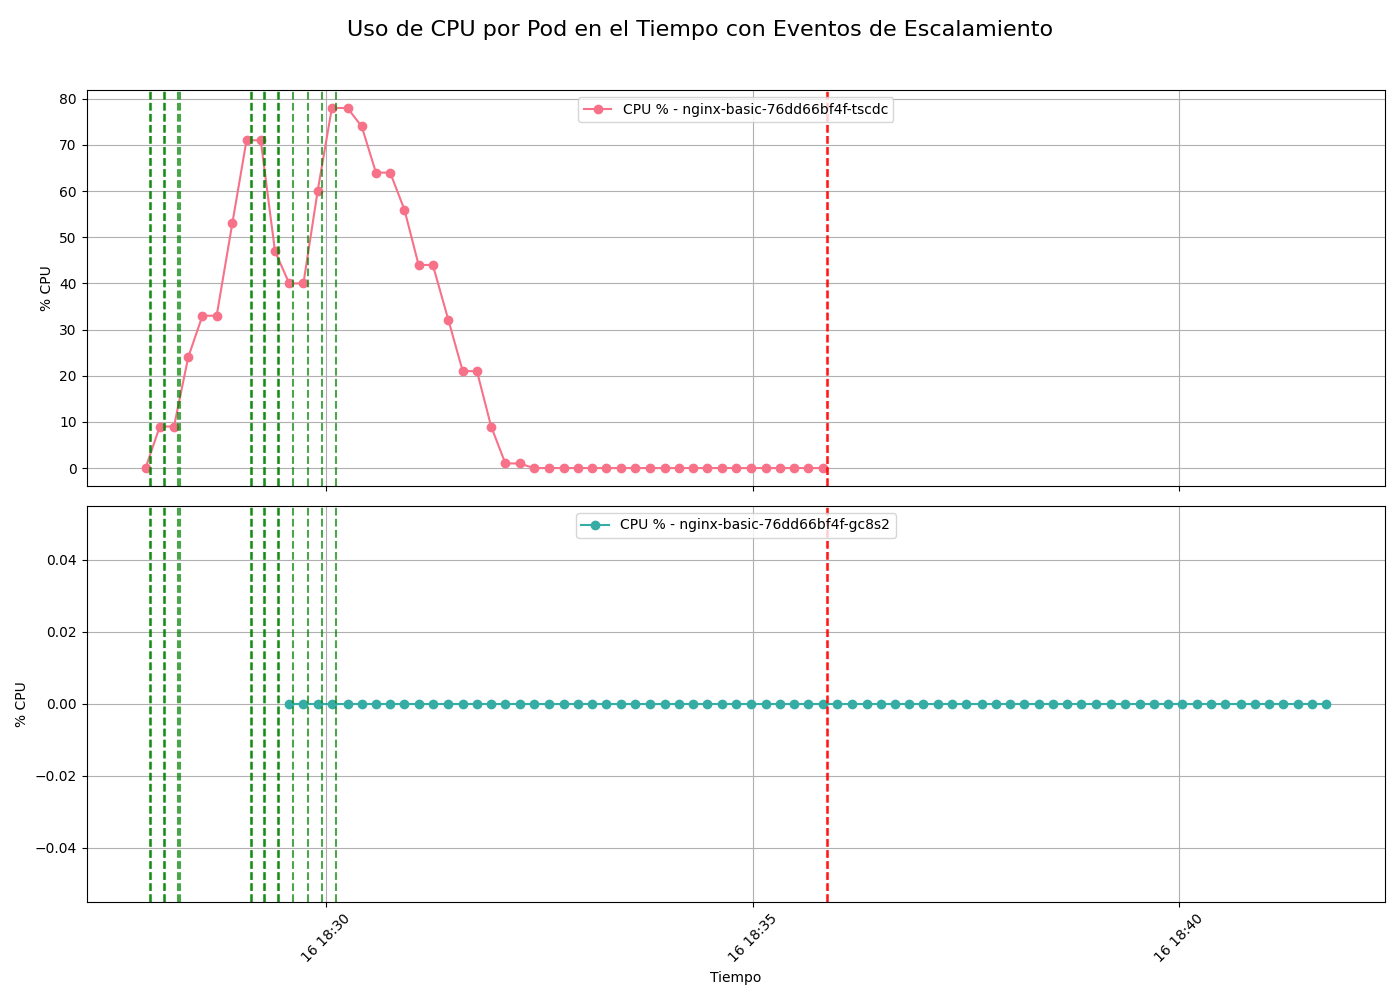 Uso de CPU por Pod en el Tiempo con Eventos de Escalamiento
CPU % - nginx-basic-76dd66bf4f-tscdc
80
70
60
50
40
30
20
10
0
% CPU
CPU % - nginx-basic-76dd66bf4f-gc8s2
0.04
0.02
0.00
−0.02
−0.04
% CPU
16 18:30
16 18:35
16 18:40
Tiempo